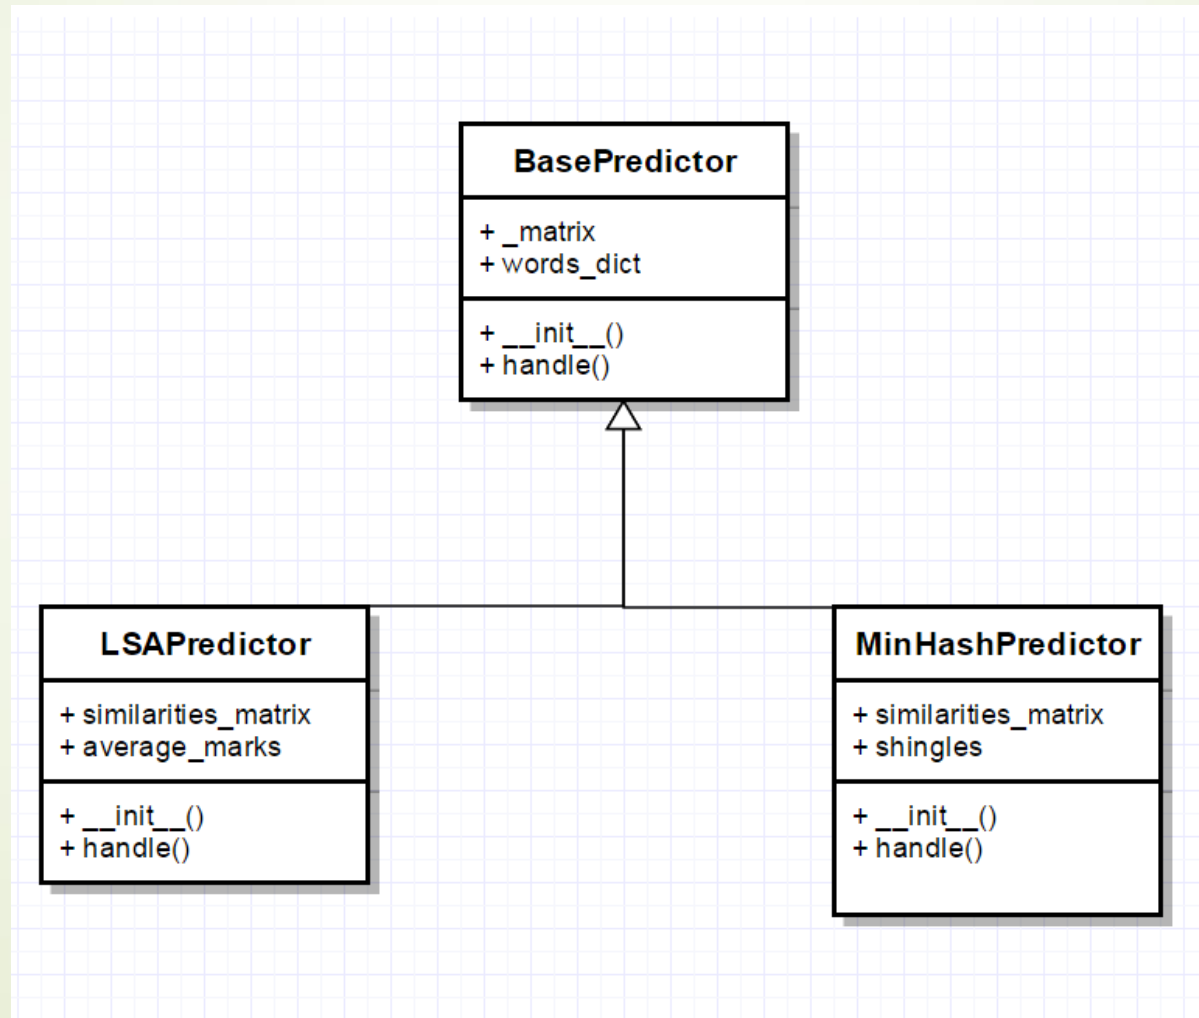 BasePredictor
+ _matrix
+ words_dict
+ __init__()
+ handle()
LSAPredictor
+ similarities_matrix
+ average_marks
+ __init__()
+ handle()
MinHashPredictor
+ similarities_matrix
+ shingles
+ __init__()
+ handle()